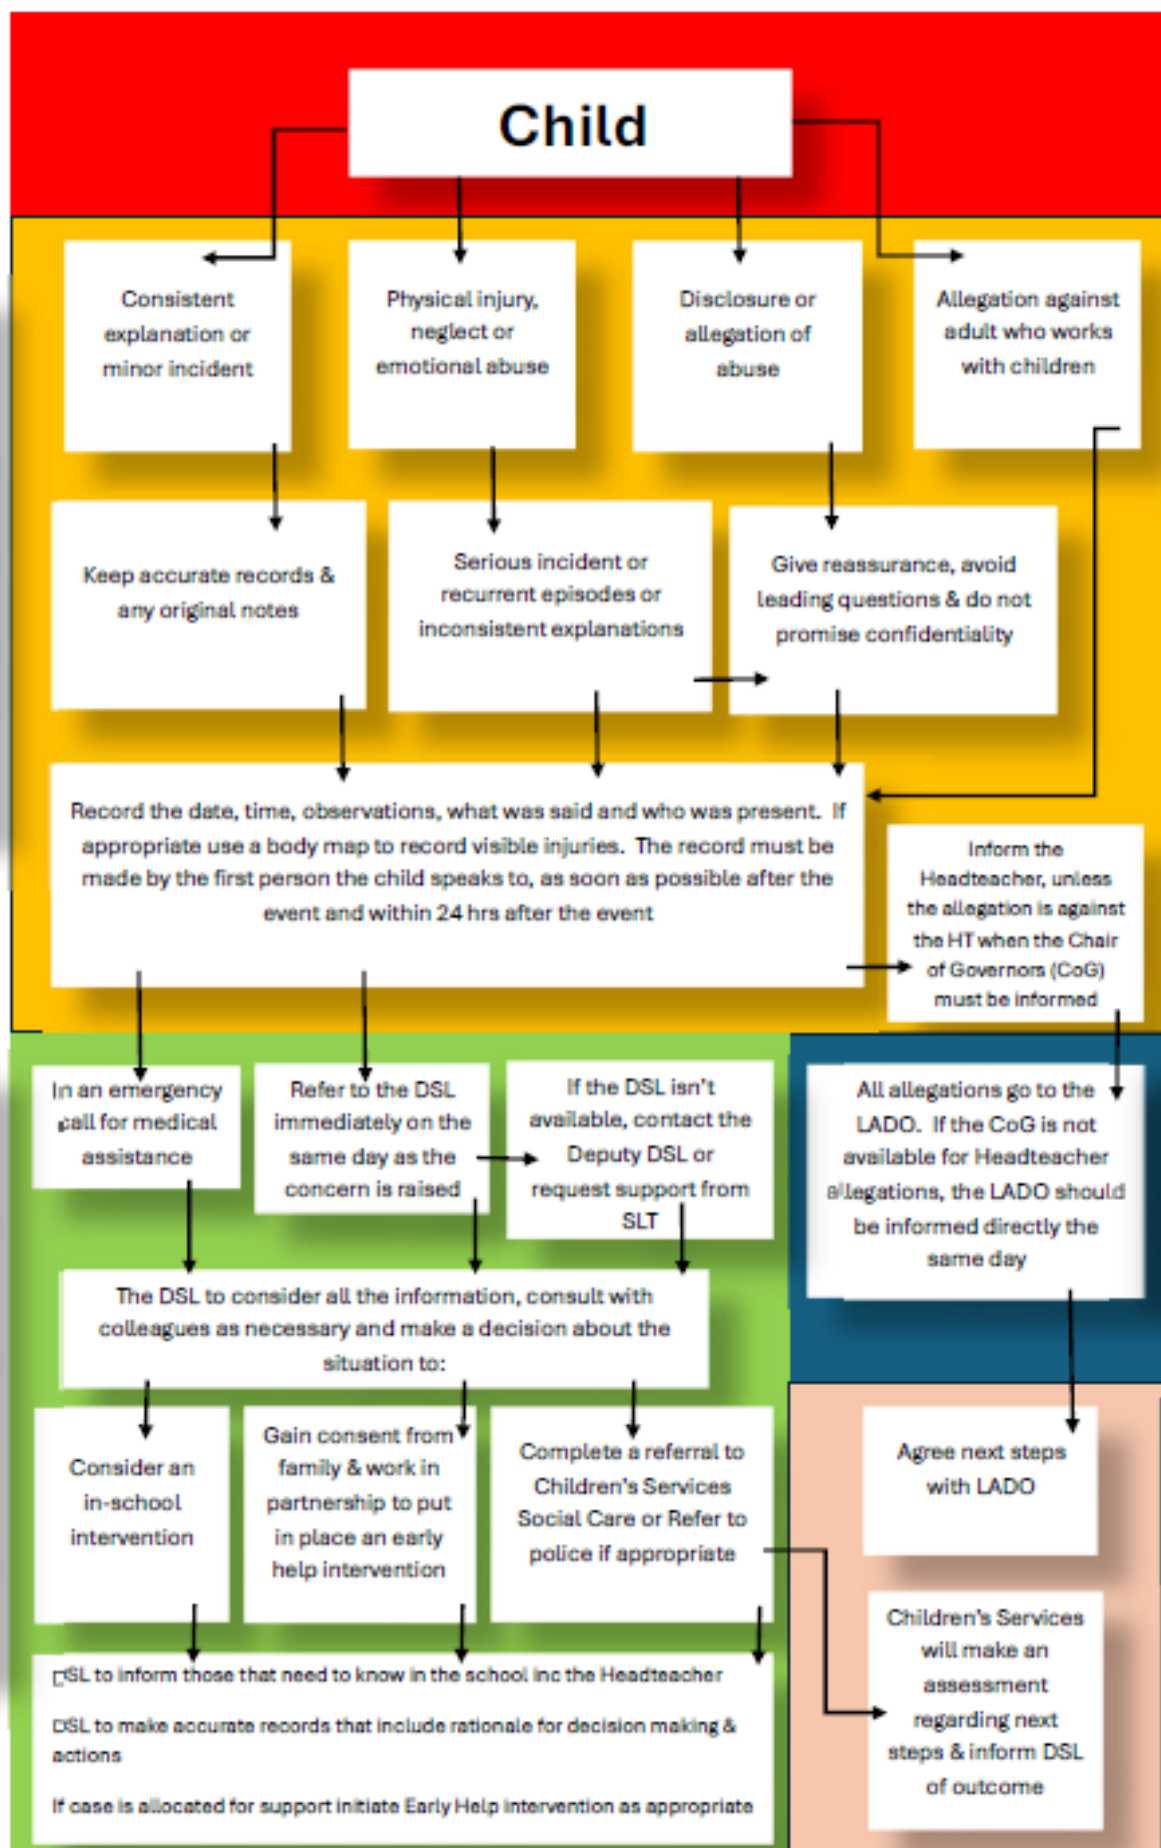 Child
Consistent
explanation or
minor incident
Physical injury,
neglect or
emotional abuse
Disclosure or
allegation of
abuse
Allegation against
adult who works
with children
Keep accurate records &
any original notes
Serious incident or
recurrent episodes or
inconsistent explanations
Give reassurance, avoid
leading questions & do not
promise confidentiality
Record the date, time, observations, what was said and who was present.  If
appropriate use a body map to record visible injuries.  The record must be
made by the first person the child speaks to, as soon as possible after the
event and within 24 hrs after the event
Inform the
Headteacher, unless
the allegation is against
the HT when the Chair
of Governors (CoG)
must be informed
In an emergency
call for medical
assistance
Refer to the DSL
immediately on the
same day as the
concern is raised
If the DSL isn't
available, contact the
Deputy DSL or
request support from
SLT
All allegations go to the
LADO.  If the CoG is not
available for Headteacher
allegations, the LADO should
be informed directly the
same day
The DSL to consider all the information, consult with
colleagues as necessary and make a decision about the
situation to:
Consider an
in-school
intervention
Gain consent from
family & work in
partnership to put
in place an early
help intervention
Complete a referral to
Children's Services
Social Care or Refer to
police if appropriate
Agree next steps
with LADO
Children's Services
will make an
assessment
regarding next
steps & inform DSL
of outcome
DSL to inform those that need to know in the school inc the Headteacher
DSL to make accurate records that include rationale for decision making &
actions
If case is allocated for support initiate Early Help intervention as appropriate